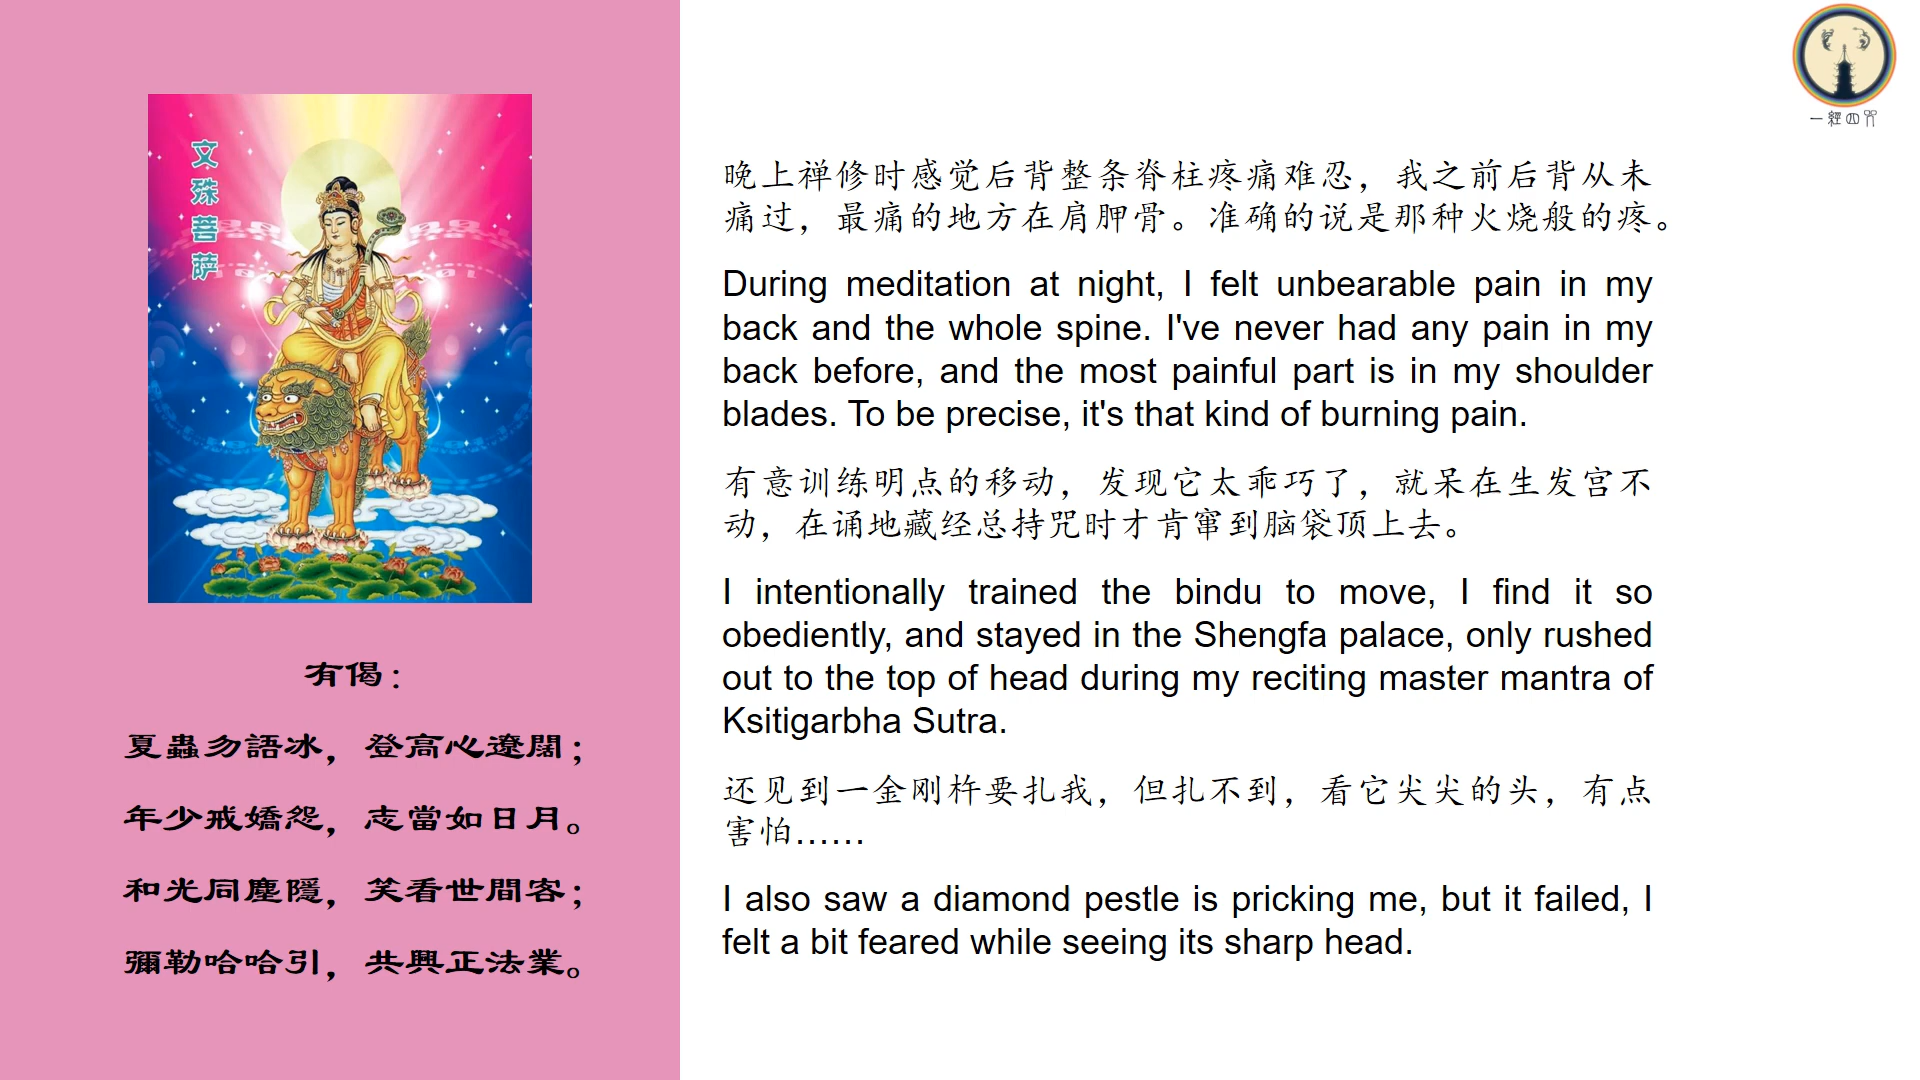 文殊菩萨
有偈：
夏蟲勿語冰，登高心遼闊；
年少戒嬌怨，志當如日月。
和光同塵隱，笑看世間客；
彌勒哈哈引，共興正法業。
一經四咒
晚上禅修时感觉后背整条脊柱疼痛难忍，我之前后背从未
痛过，最痛的地方在肩胛骨。准确的说是那种火烧般的疼。
During meditation at night, I felt unbearable pain in my
back and the whole spine. I've never had any pain in my
back before, and the most painful part is in my shoulder
blades. To be precise, it's that kind of burning pain.
有意训练明点的移动，发现它太乖巧了，就呆在生发宫不
动，在诵地藏经总持咒时才肯窜到脑袋顶上去。
I intentionally trained the bindu to move, I find it so
obediently, and stayed in the Shengfa palace, only rushed
out to the top of head during my reciting master mantra of
Ksitigarbha Sutra.
还见到一金刚杵要扎我，但扎不到，看它尖尖的头，有点
害怕……
I also saw a diamond pestle is pricking me, but it failed, I
felt a bit feared while seeing its sharp head.